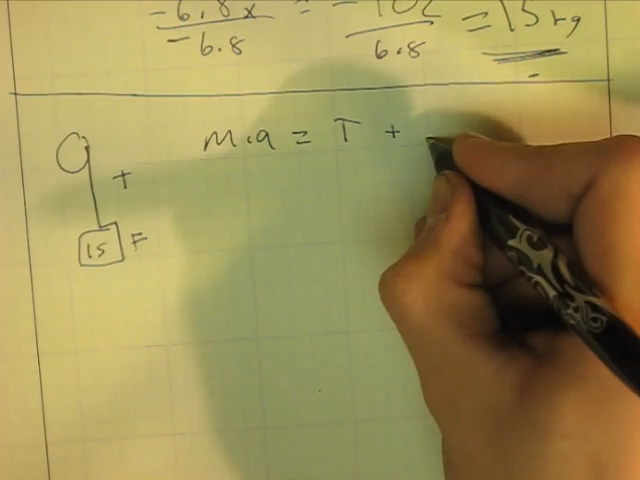 -6.8x = -102 = 15 kg
-6.8 6.8
m.a = T +
+
15 F